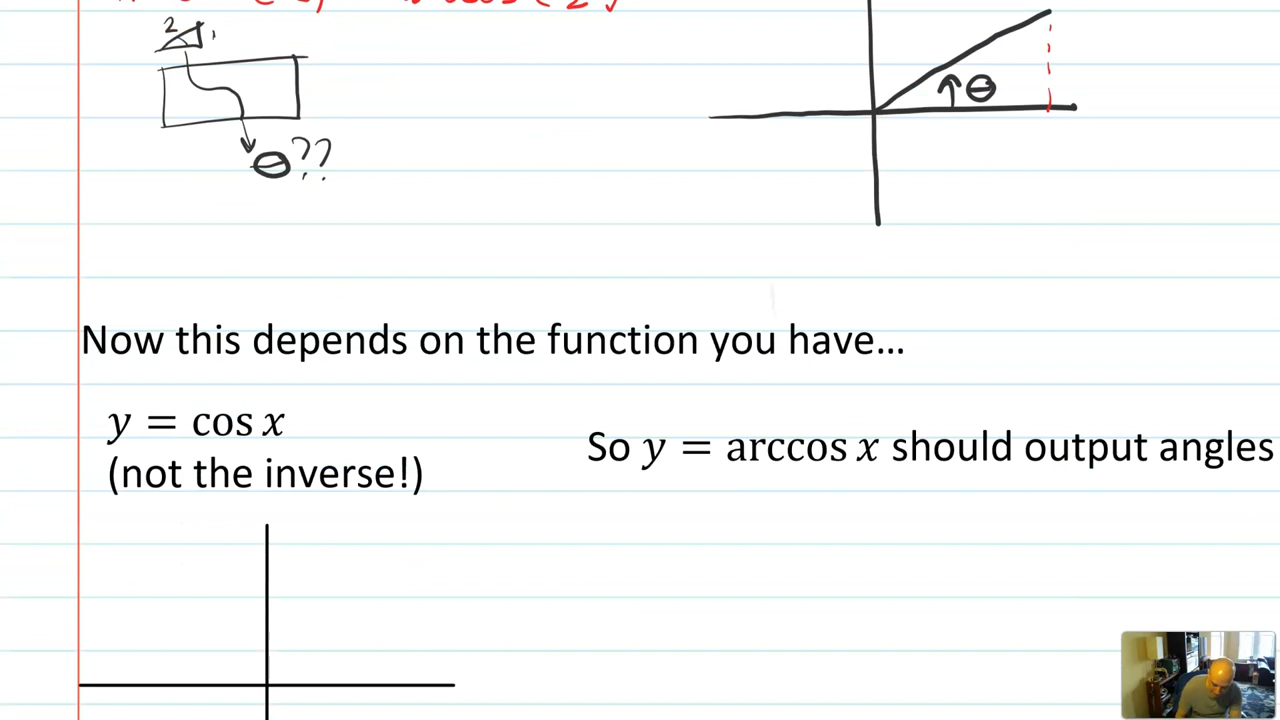 2
θ
θ??
Now this depends on the function you have…
y = cos x
(not the inverse!)
So y = arccos x should output angles